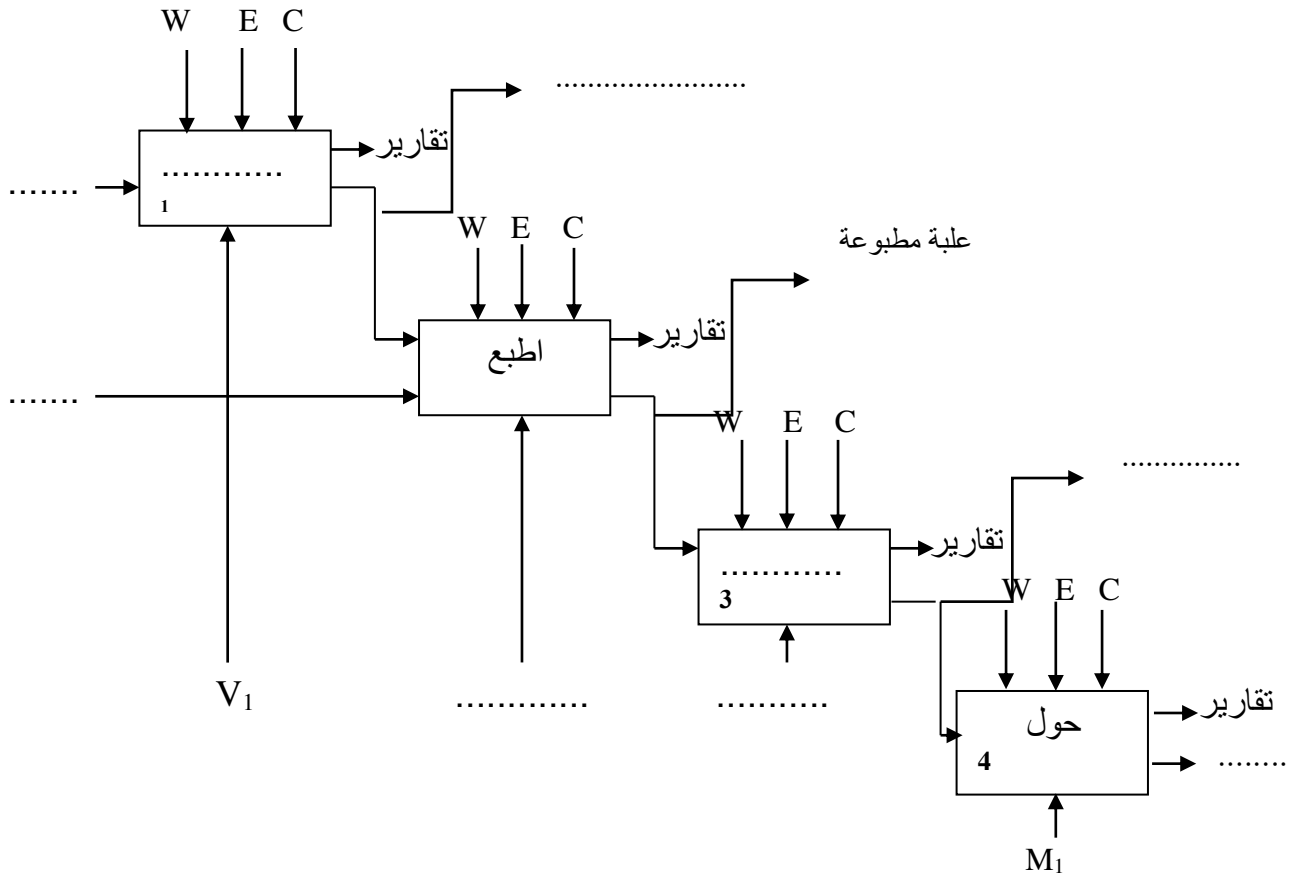 W E C
........................
تقارير
............
.......
1
W E C
علبة مطبوعة
تقارير
اطبع
.......
W E C
...............
تقارير
............
3
W E C
V1
............. ...........
تقارير
حول
4
........
M1